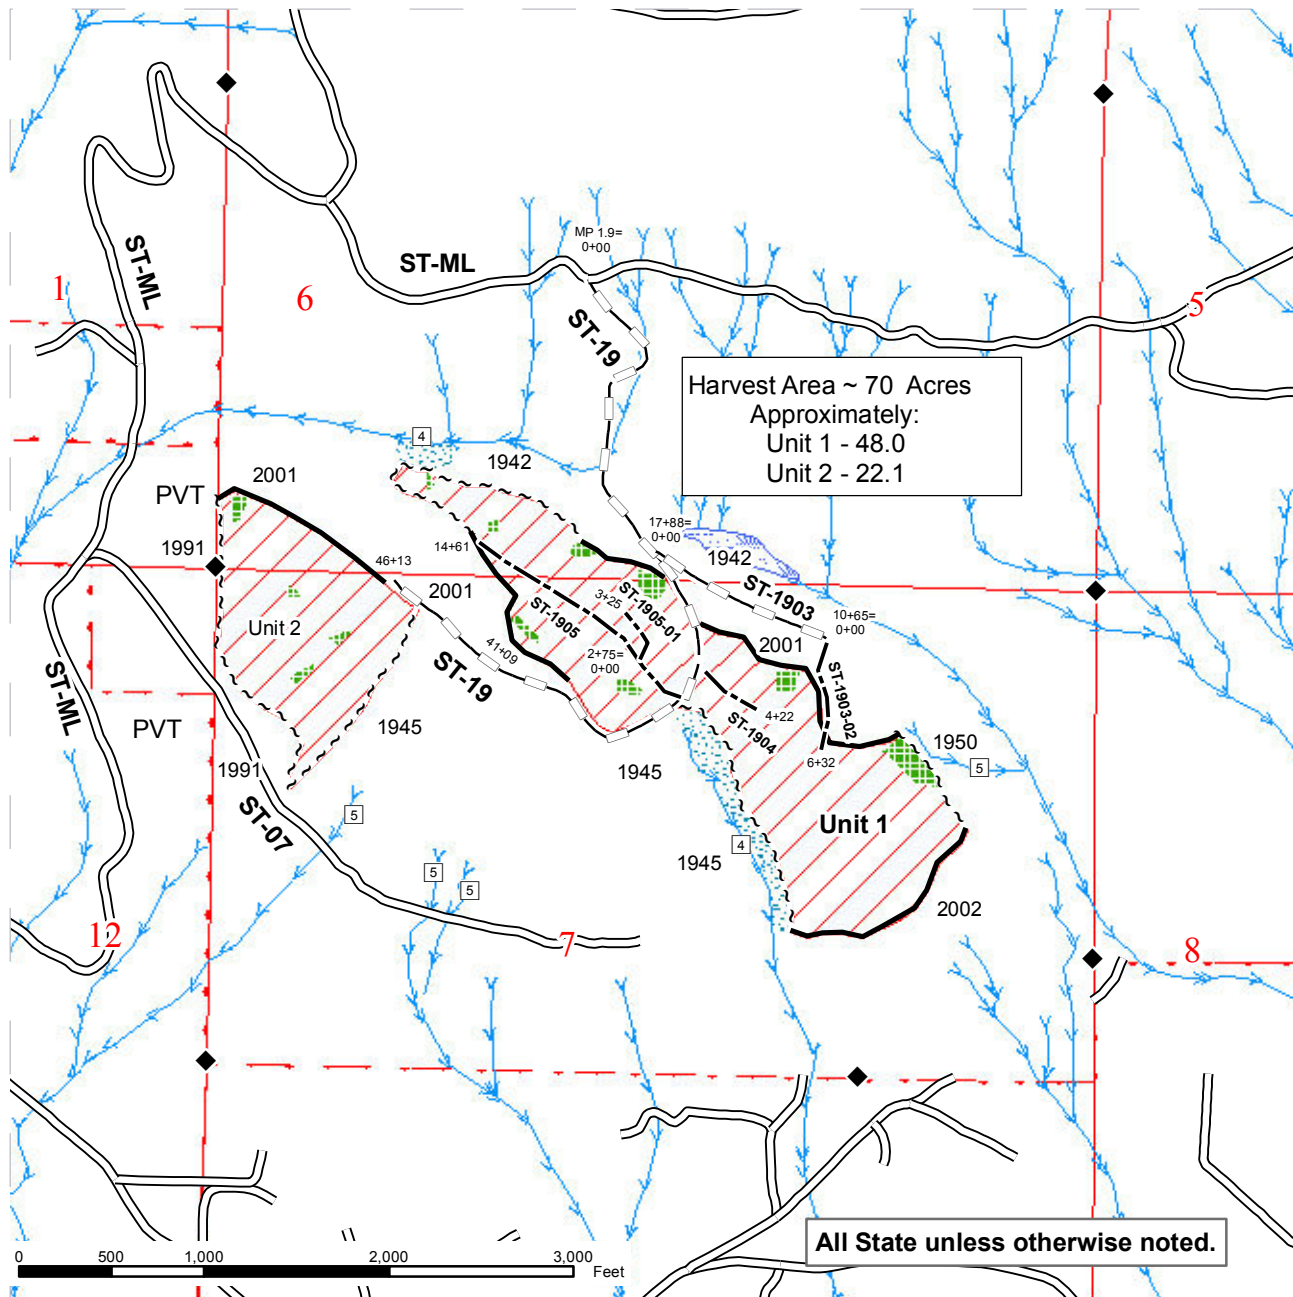 MP 1.9=
0+00
ST-ML
ST-ML
1
6
5
ST-19
Harvest Area ~ 70 Acres
Approximately:
Unit 1 - 48.0
Unit 2 - 22.1
4
1942
2001
PVT
17+88=
0+00
1942
1991
46+13
14+61
2001
3+25
ST-1905-01
ST-1903
10+65=
0+00
ST-1905
Unit 2
41+09
2+75=
0+00
2001
ST-19
ST-1903-02
ST-ML
4+22
ST-1904
PVT
1945
1950
6+32
5
1991
1945
ST-07
5
Unit 1
4
1945
5
5
2002
12
7
8
All State unless otherwise noted.
0 500 1,000 2,000 3,000
Feet